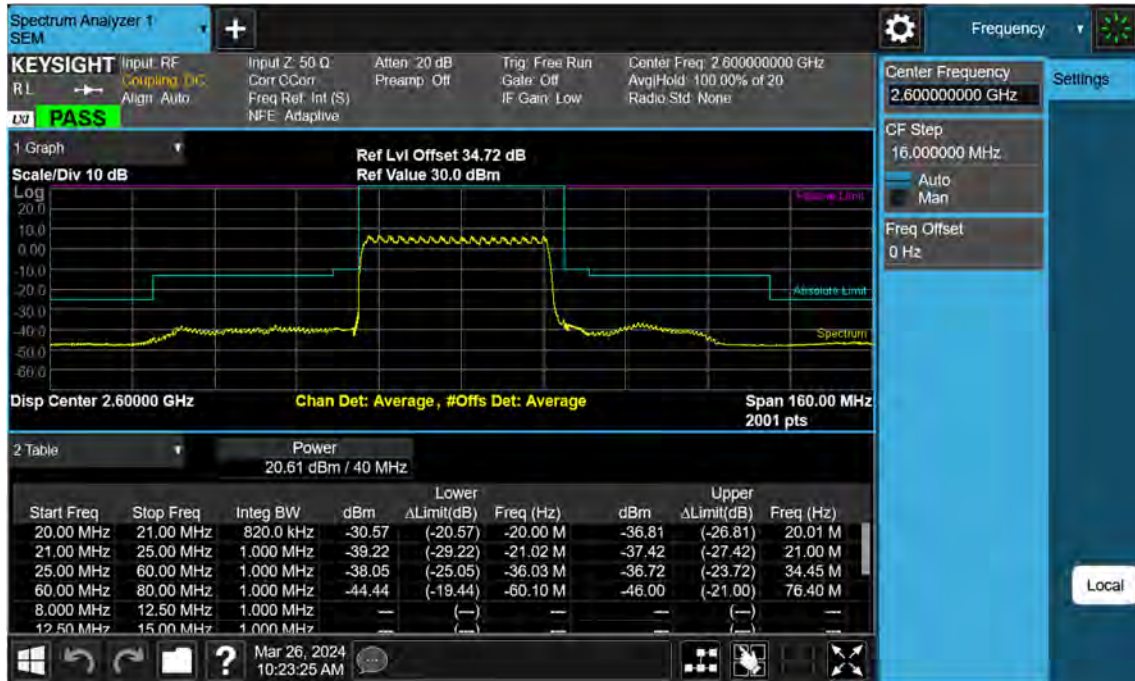 Spectrum Analyzer 1
SEM
Frequency
KEYSIGHT
Input: RF
Coupling: DC
Align: Auto
Input Z: 50 Ω
Corr CCorr
Freq Ref: Int (S)
NFE: Adaptive
Atten: 20 dB
Preamp: Off
Trig: Free Run
Gate: Off
IF Gain: Low
Center Freq: 2.600000000 GHz
Avg|Hold: 100.00% of 20
Radio Std: None
RL
LXI PASS
Center Frequency
2.600000000 GHz
Settings
CF Step
16.000000 MHz
Auto
Man
Freq Offset
0 Hz
1 Graph
Ref Lvl Offset 34.72 dB
Scale/Div 10 dB
Ref Value 30.0 dBm
Log
20.0
10.0
0.00
-10.0
-20.0
-30.0
-40.0
-50.0
-60.0
Relative Limit
Absolute Limit
Spectrum
Disp Center 2.60000 GHz
Chan Det: Average , #Offs Det: Average
Span 160.00 MHz
2001 pts
2 Table
Power
20.61 dBm / 40 MHz
Lower Upper
Start Freq Stop Freq Integ BW dBm ΔLimit(dB) Freq (Hz) dBm ΔLimit(dB) Freq (Hz)
20.00 MHz 21.00 MHz 820.0 kHz -30.57 (-20.57) -20.00 M -36.81 (-26.81) 20.01 M
21.00 MHz 25.00 MHz 1.000 MHz -39.22 (-29.22) -21.02 M -37.42 (-27.42) 21.00 M
25.00 MHz 60.00 MHz 1.000 MHz -38.05 (-25.05) -36.03 M -36.72 (-23.72) 34.45 M
60.00 MHz 80.00 MHz 1.000 MHz -44.44 (-19.44) -60.10 M -46.00 (-21.00) 76.40 M
8.000 MHz 12.50 MHz 1.000 MHz --- (---) --- --- (---) ---
12.50 MHz 15.00 MHz 1.000 MHz --- (---) --- --- (---) ---
Local
?
Mar 26, 2024
10:23:25 AM